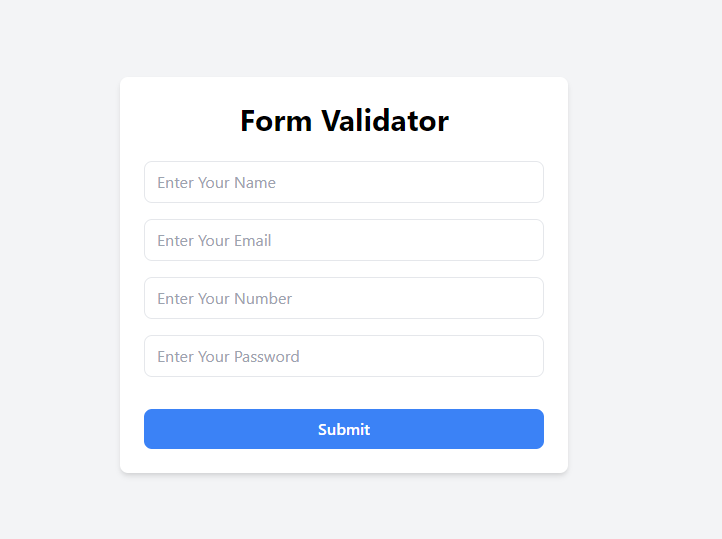 Form Validator
Enter Your Name
Enter Your Email
Enter Your Number
Enter Your Password
Submit